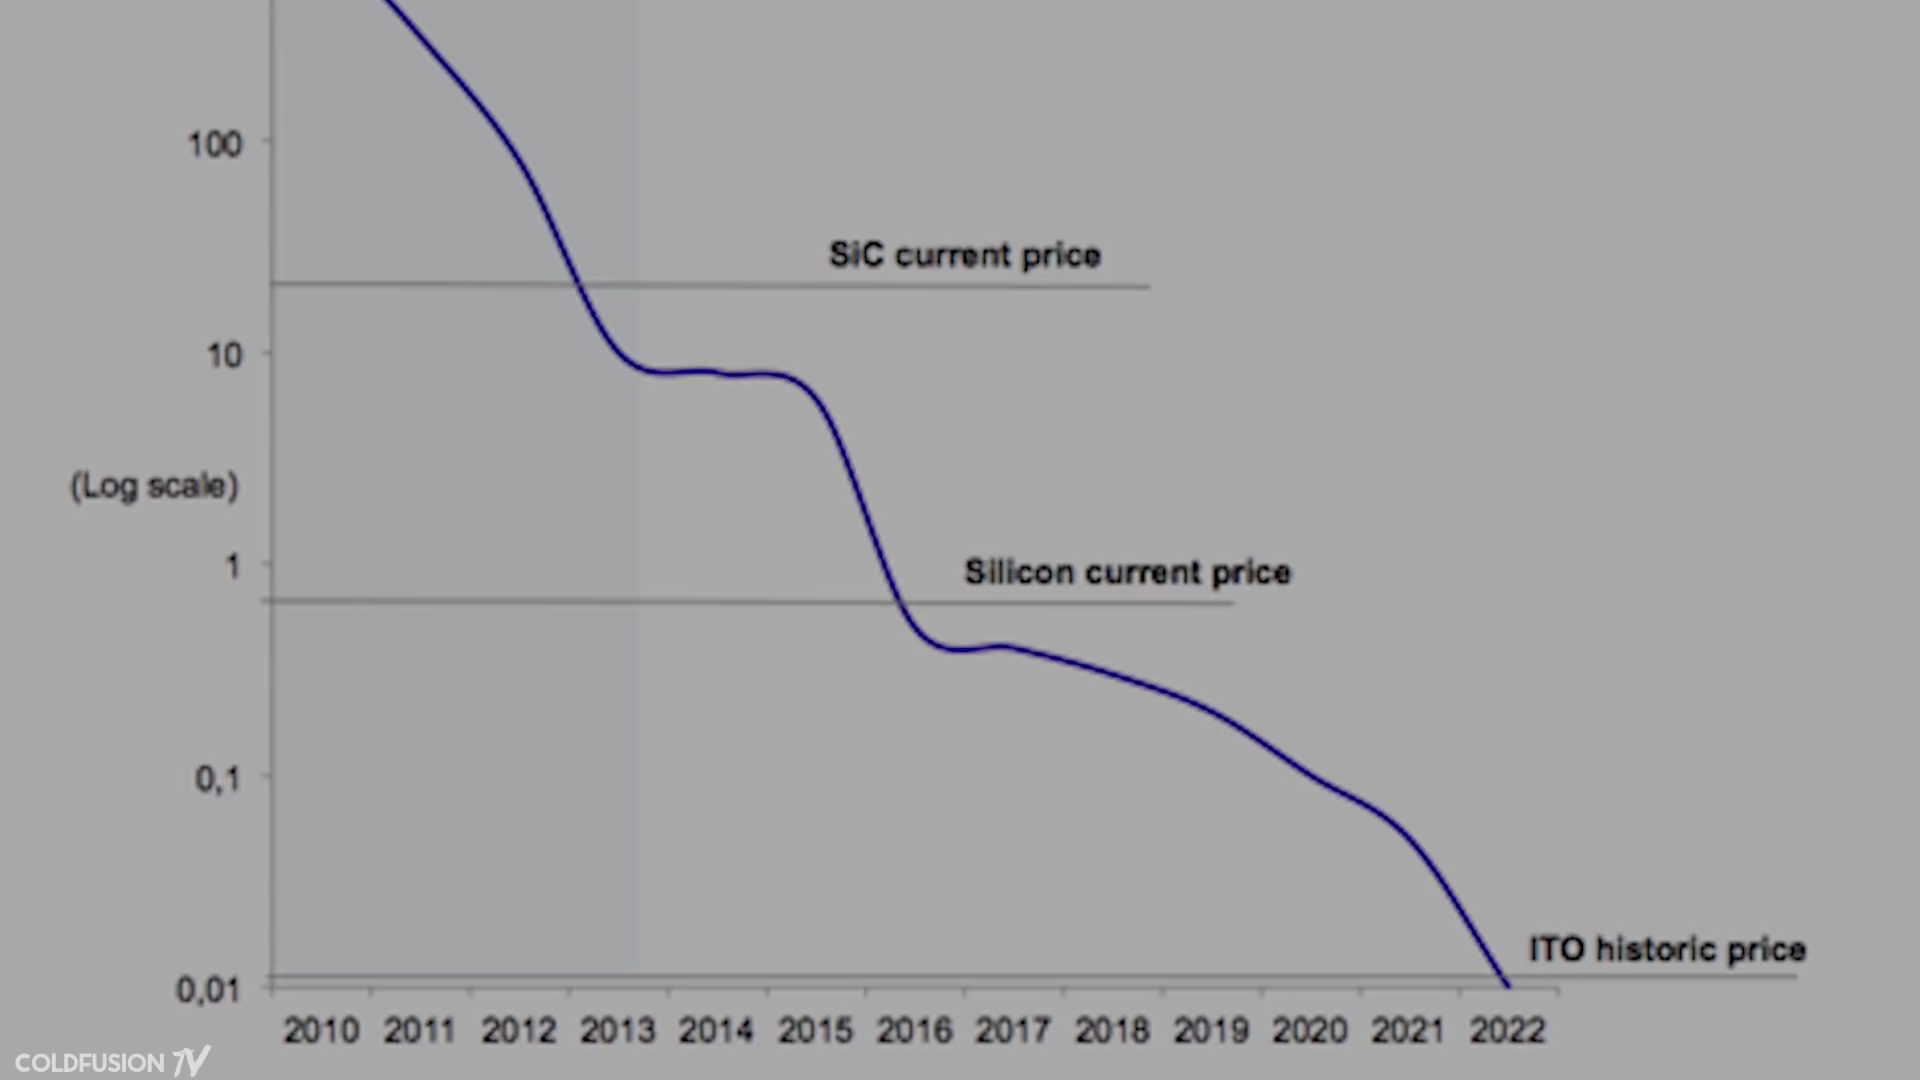 100
SiC current price
10
(Log scale)
Silicon current price
1
0,1
ITO historic price
0,01
2010 2011 2012 2013 2014 2015 2016 2017 2018 2019 2020 2021 2022
COLDFUSION TV